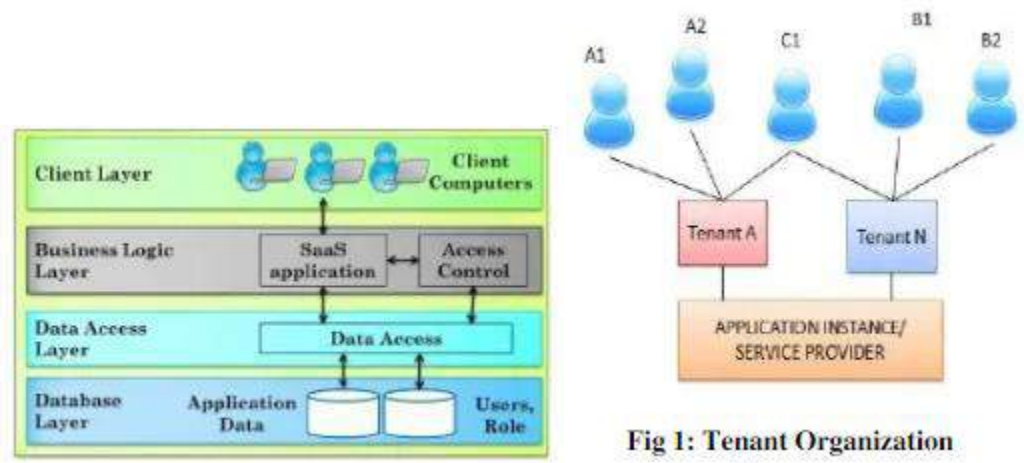 Client Layer
Client
Computers
Business Logic
Layer
SaaS
application
Access
Control
Data Access
Layer
Data Access
Database
Layer
Application
Data
Users,
Role
A1
A2
C1
B1
B2
Tenant A
Tenant N
APPLICATION INSTANCE/
SERVICE PROVIDER
Fig 1: Tenant Organization